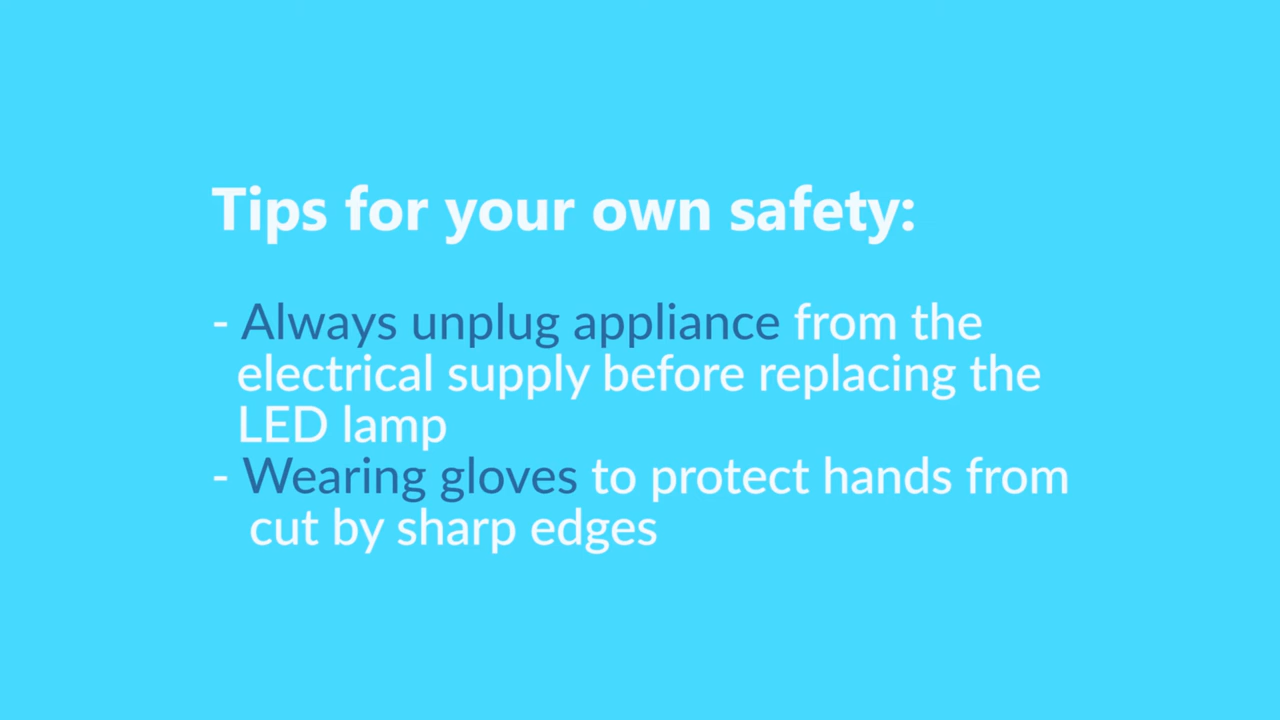 Tips for your own safety:
- Always unplug appliance from the
electrical supply before replacing the
LED lamp
- Wearing gloves to protect hands from
cut by sharp edges